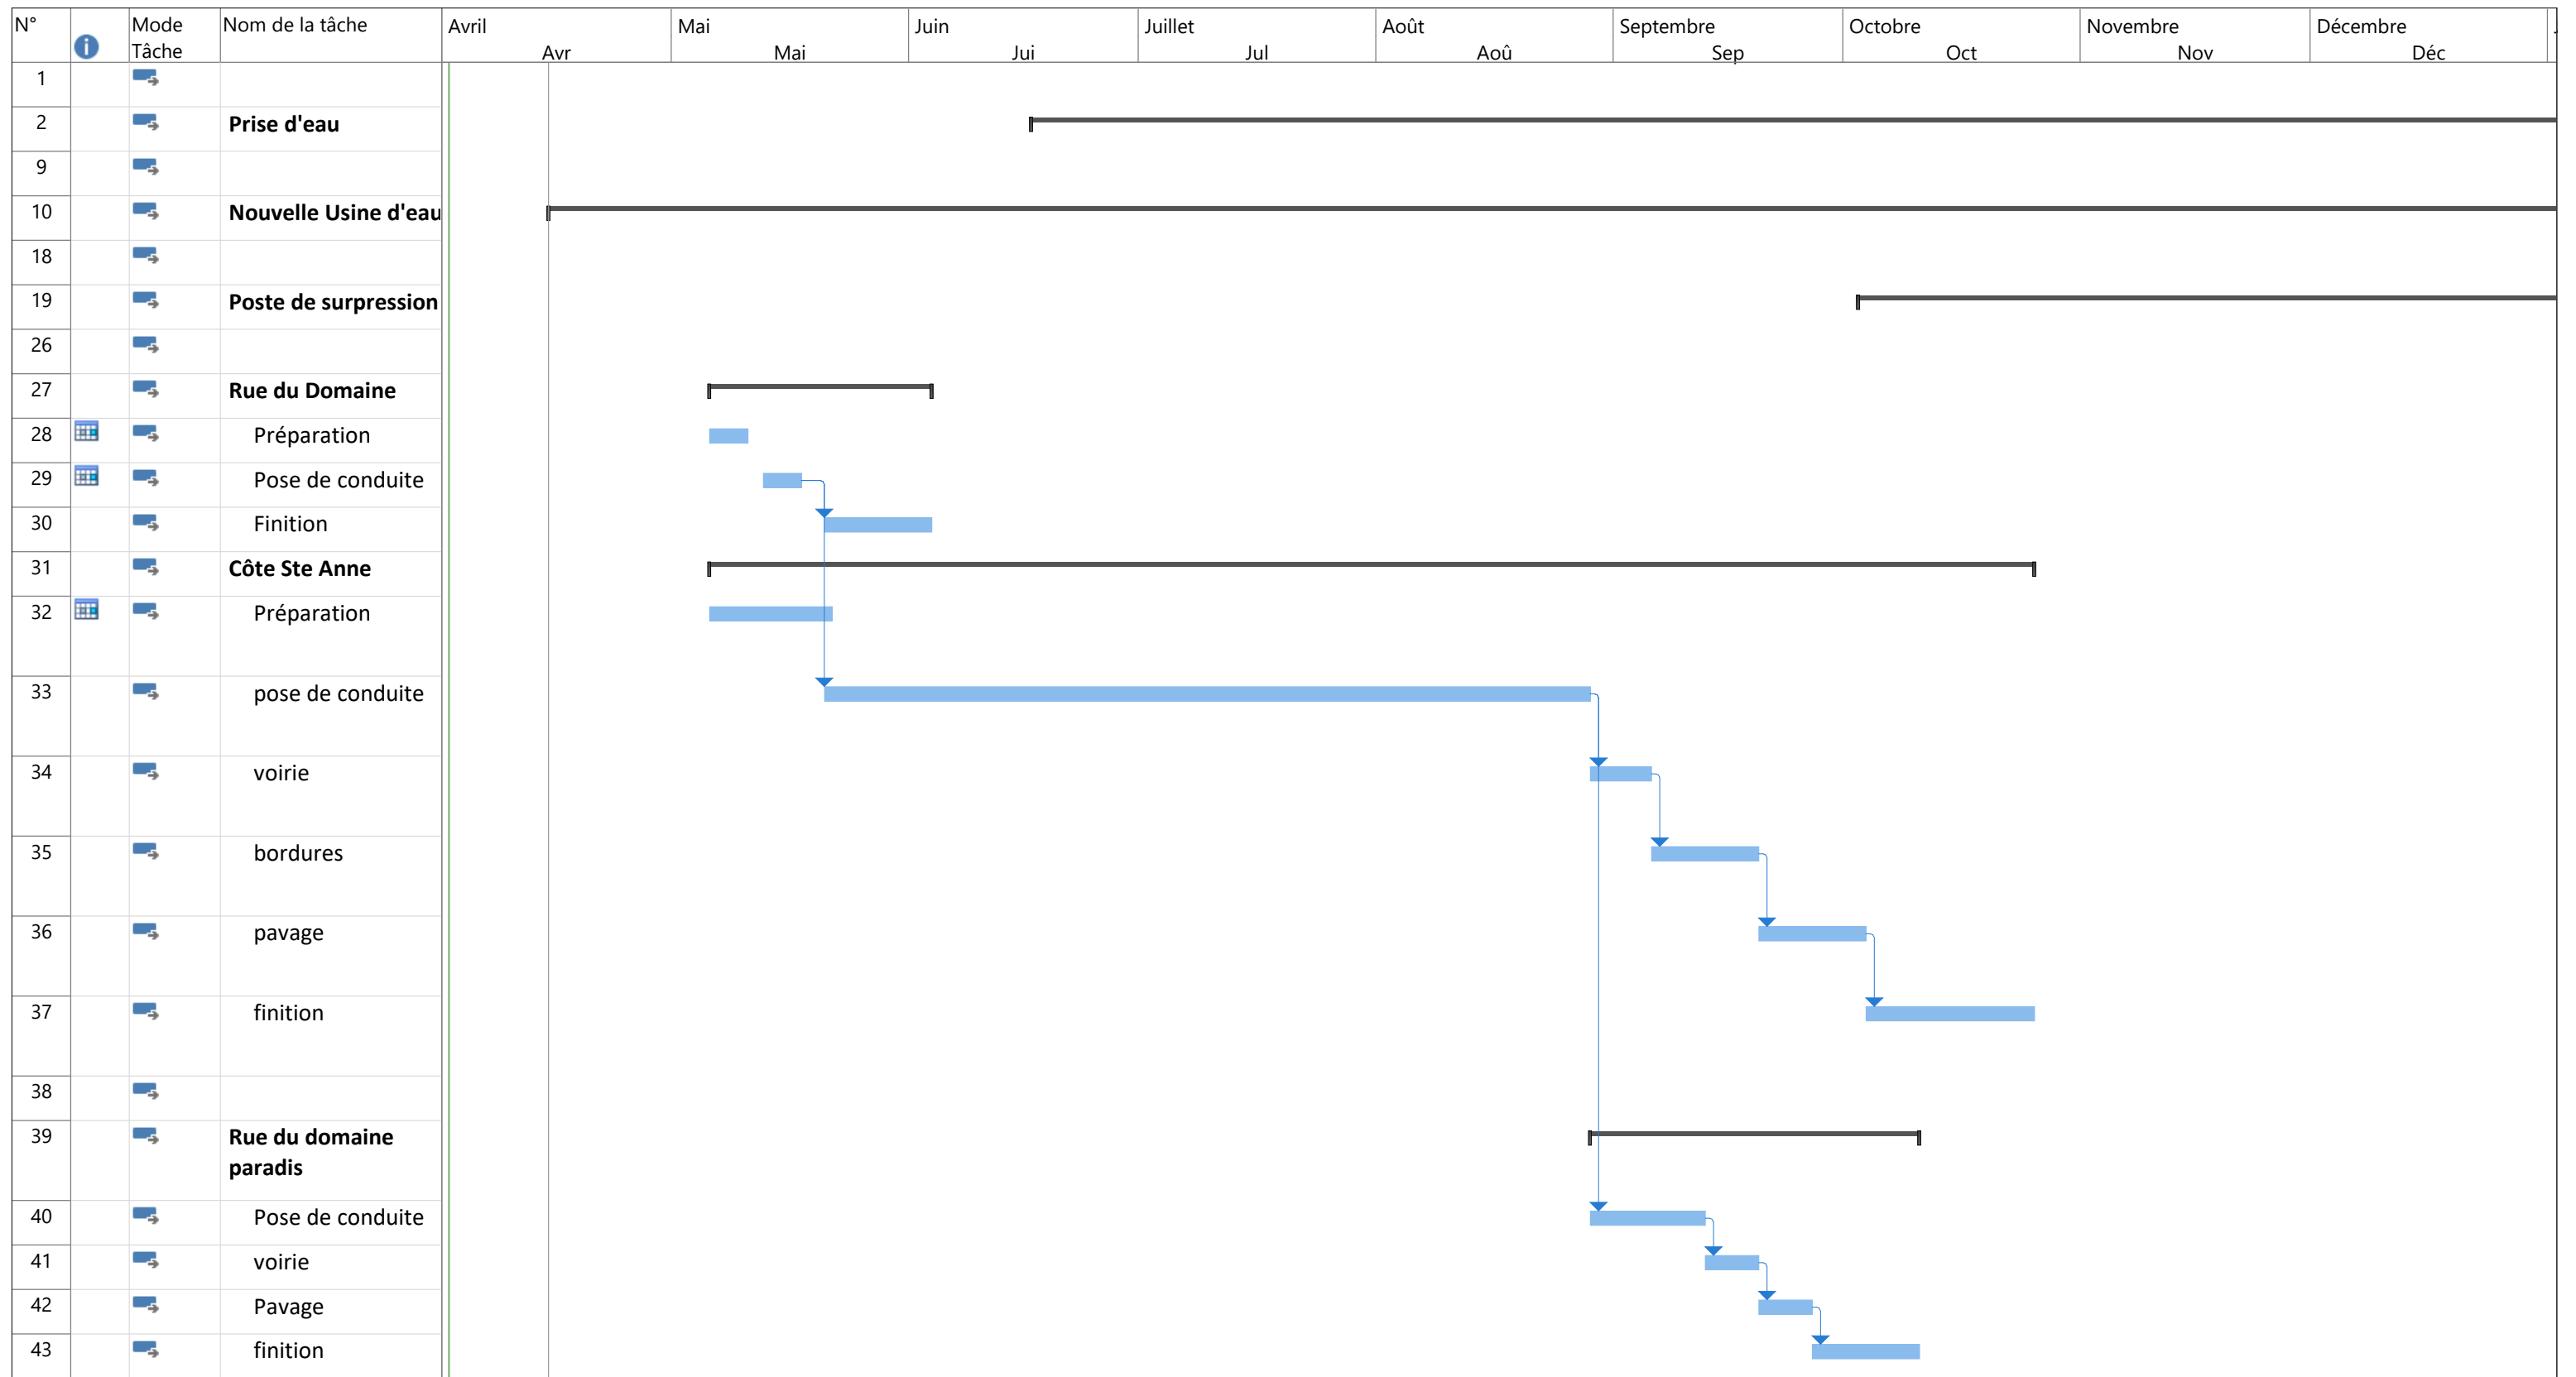 N°
Mode
Tâche
Nom de la tâche
Avril
Mai
Juin
Juillet
Août
Septembre
Octobre
Novembre
Décembre
Avr
Mai
Jui
Jul
Aoû
Sep
Oct
Nov
Déc
1
2 Prise d'eau
9
10 Nouvelle Usine d'eau
18
19 Poste de surpression
26
27 Rue du Domaine
28 Préparation
29 Pose de conduite
30 Finition
31 Côte Ste Anne
32 Préparation
33 pose de conduite
34 voirie
35 bordures
36 pavage
37 finition
38
39 Rue du domaine
paradis
40 Pose de conduite
41 voirie
42 Pavage
43 finition